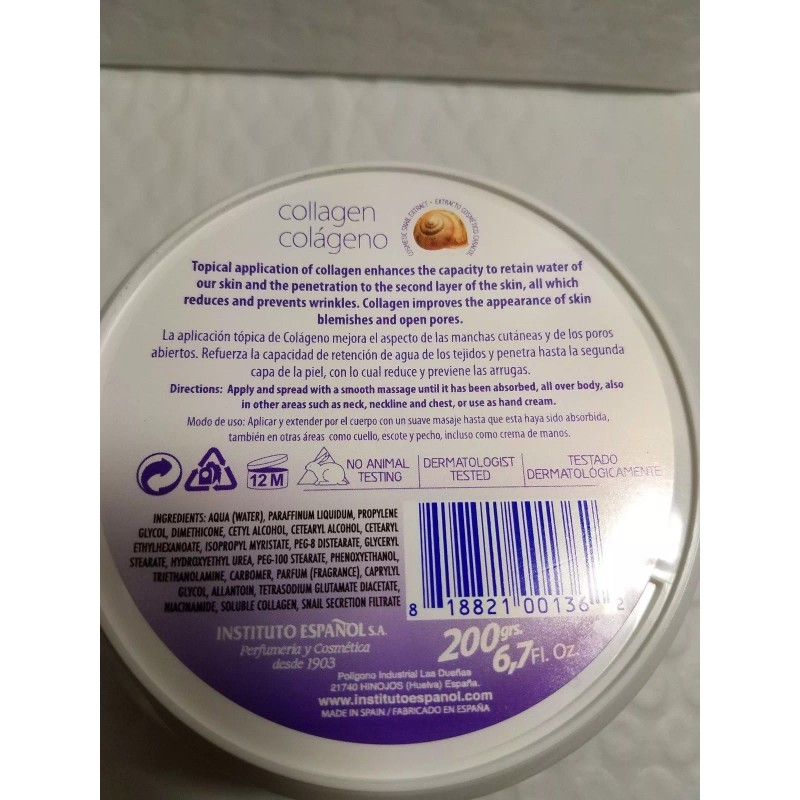 collagen
colágeno
COSMETIC SNAIL EXTRACT • EXTRACTO COSMÉTICO
Topical application of collagen enhances the capacity to retain water of
our skin and the penetration to the second layer of the skin, all which
reduces and prevents wrinkles. Collagen improves the appearance of skin
blemishes and open pores.
La aplicación tópica de Colágeno mejora el aspecto de las manchas cutáneas y de los poros
abiertos. Refuerza la capacidad de retención de agua de los tejidos y penetra hasta la segunda
capa de la piel, con lo cual reduce y previene las arrugas.
Directions: Apply and spread with a smooth massage until it has been absorbed, all over body, also
in other areas such as neck, neckline and chest, or use as hand cream.
Modo de uso: Aplicar y extender por el cuerpo con un suave masaje hasta que esta haya sido absorbida,
también en otras áreas como cuello, escote y pecho, incluso como crema de manos.
12 M
NO ANIMAL
TESTING
DERMATOLOGIST
TESTED
TESTADO
DERMATOLÓGICAMENTE
INGREDIENTS: AQUA (WATER), PARAFFINUM LIQUIDUM, PROPYLENE
GLYCOL, DIMETHICONE, CETYL ALCOHOL, CETEARYL ALCOHOL, CETEARYL
ETHYLHEXANOATE, ISOPROPYL MYRISTATE, PEG-8 DISTEARATE, GLYCERYL
STEARATE, HYDROXYETHYL UREA, PEG-100 STEARATE, PHENOXYETHANOL,
TRIETHANOLAMINE, CARBOMER, PARFUM (FRAGRANCE), CAPRYLYL
GLYCOL, ALLANTOIN, TETRASODIUM GLUTAMATE DIACETATE,
NIACINAMIDE, SOLUBLE COLLAGEN, SNAIL SECRETION FILTRATE
8 18821 00136 2
INSTITUTO ESPAÑOL S.A.
Perfumería y Cosmética
desde 1903
200 grs.
6,7 Fl. Oz.
Polígono Industrial Las Dueñas
21740 HINOJOS (Huelva) España.
www.institutoespanol.com
MADE IN SPAIN / FABRICADO EN ESPAÑA